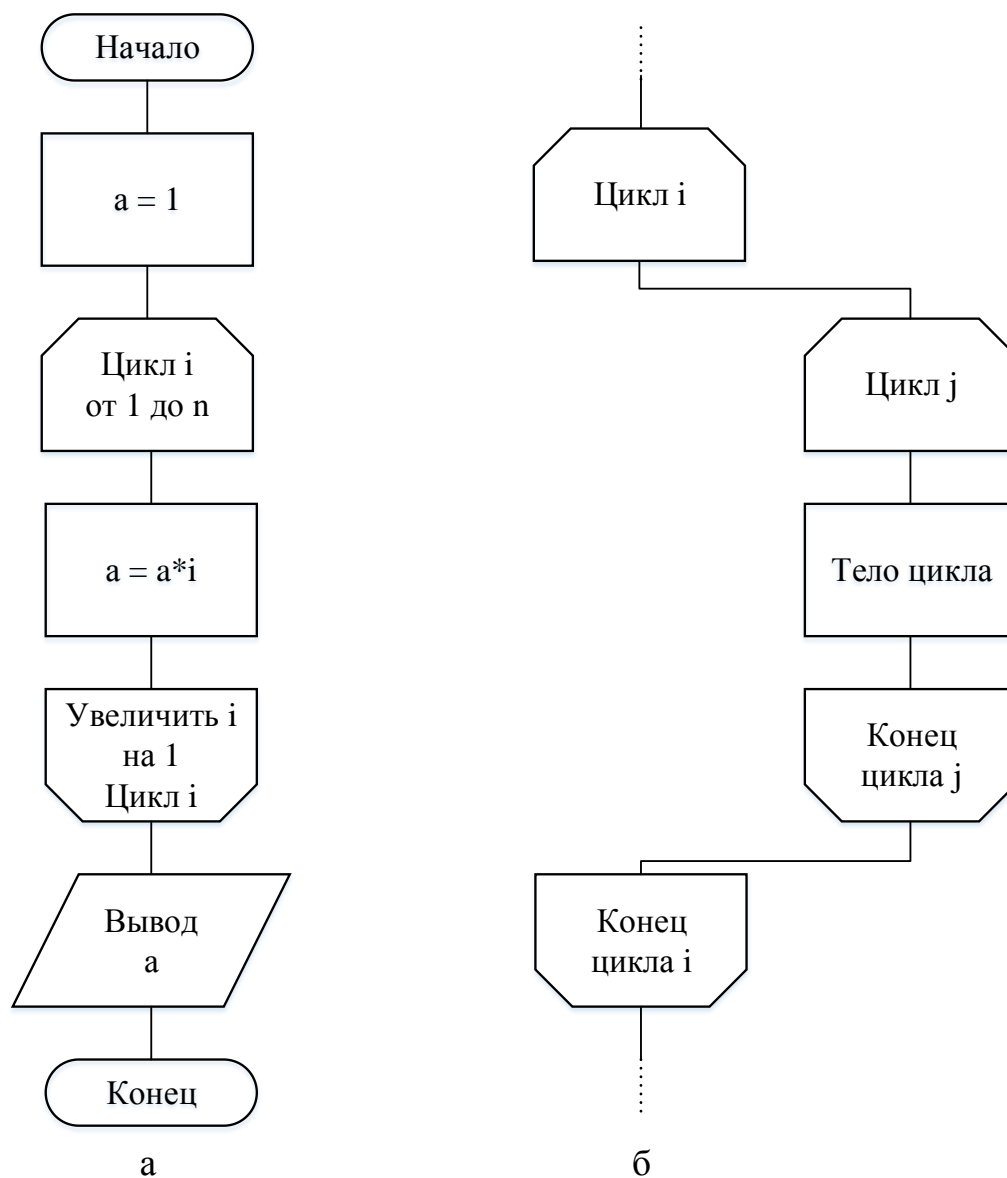 Начало
a = 1
Цикл i
от 1 до n
a = a*i
Увеличить i
на 1
Цикл i
Вывод
a
Конец
а
Цикл i
Цикл j
Тело цикла
Конец
цикла j
Конец
цикла i
б